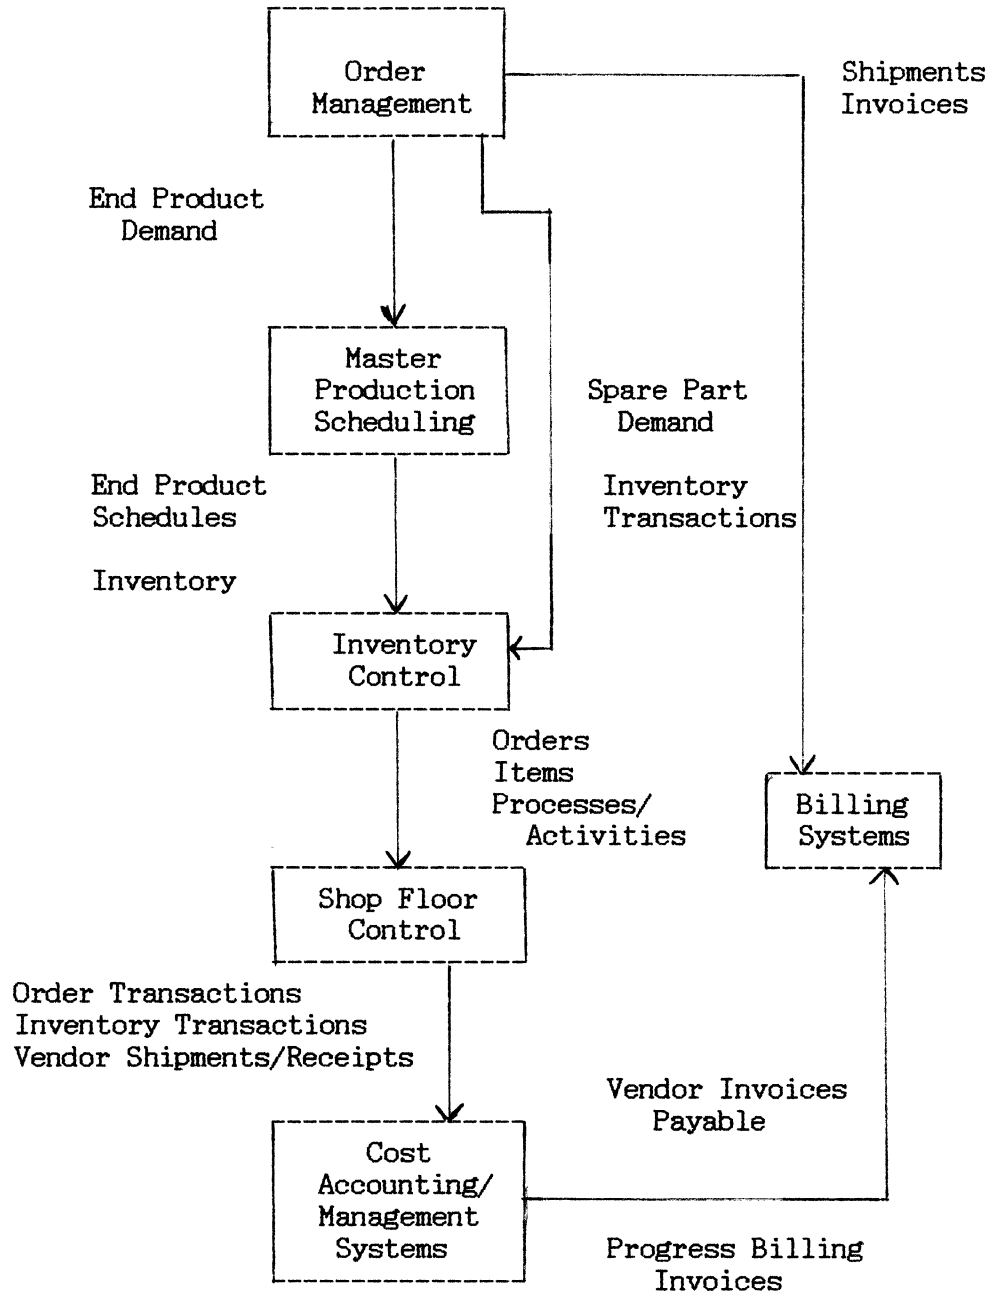 Order
Management
Shipments
Invoices
End Product
Demand
Master
Production
Scheduling
Spare Part
Demand
End Product
Schedules
Inventory
Inventory
Transactions
Inventory
Control
Orders
Items
Processes/
Activities
Billing
Systems
Shop Floor
Control
Order Transactions
Inventory Transactions
Vendor Shipments/Receipts
Vendor Invoices
Payable
Cost
Accounting/
Management
Systems
Progress Billing
Invoices